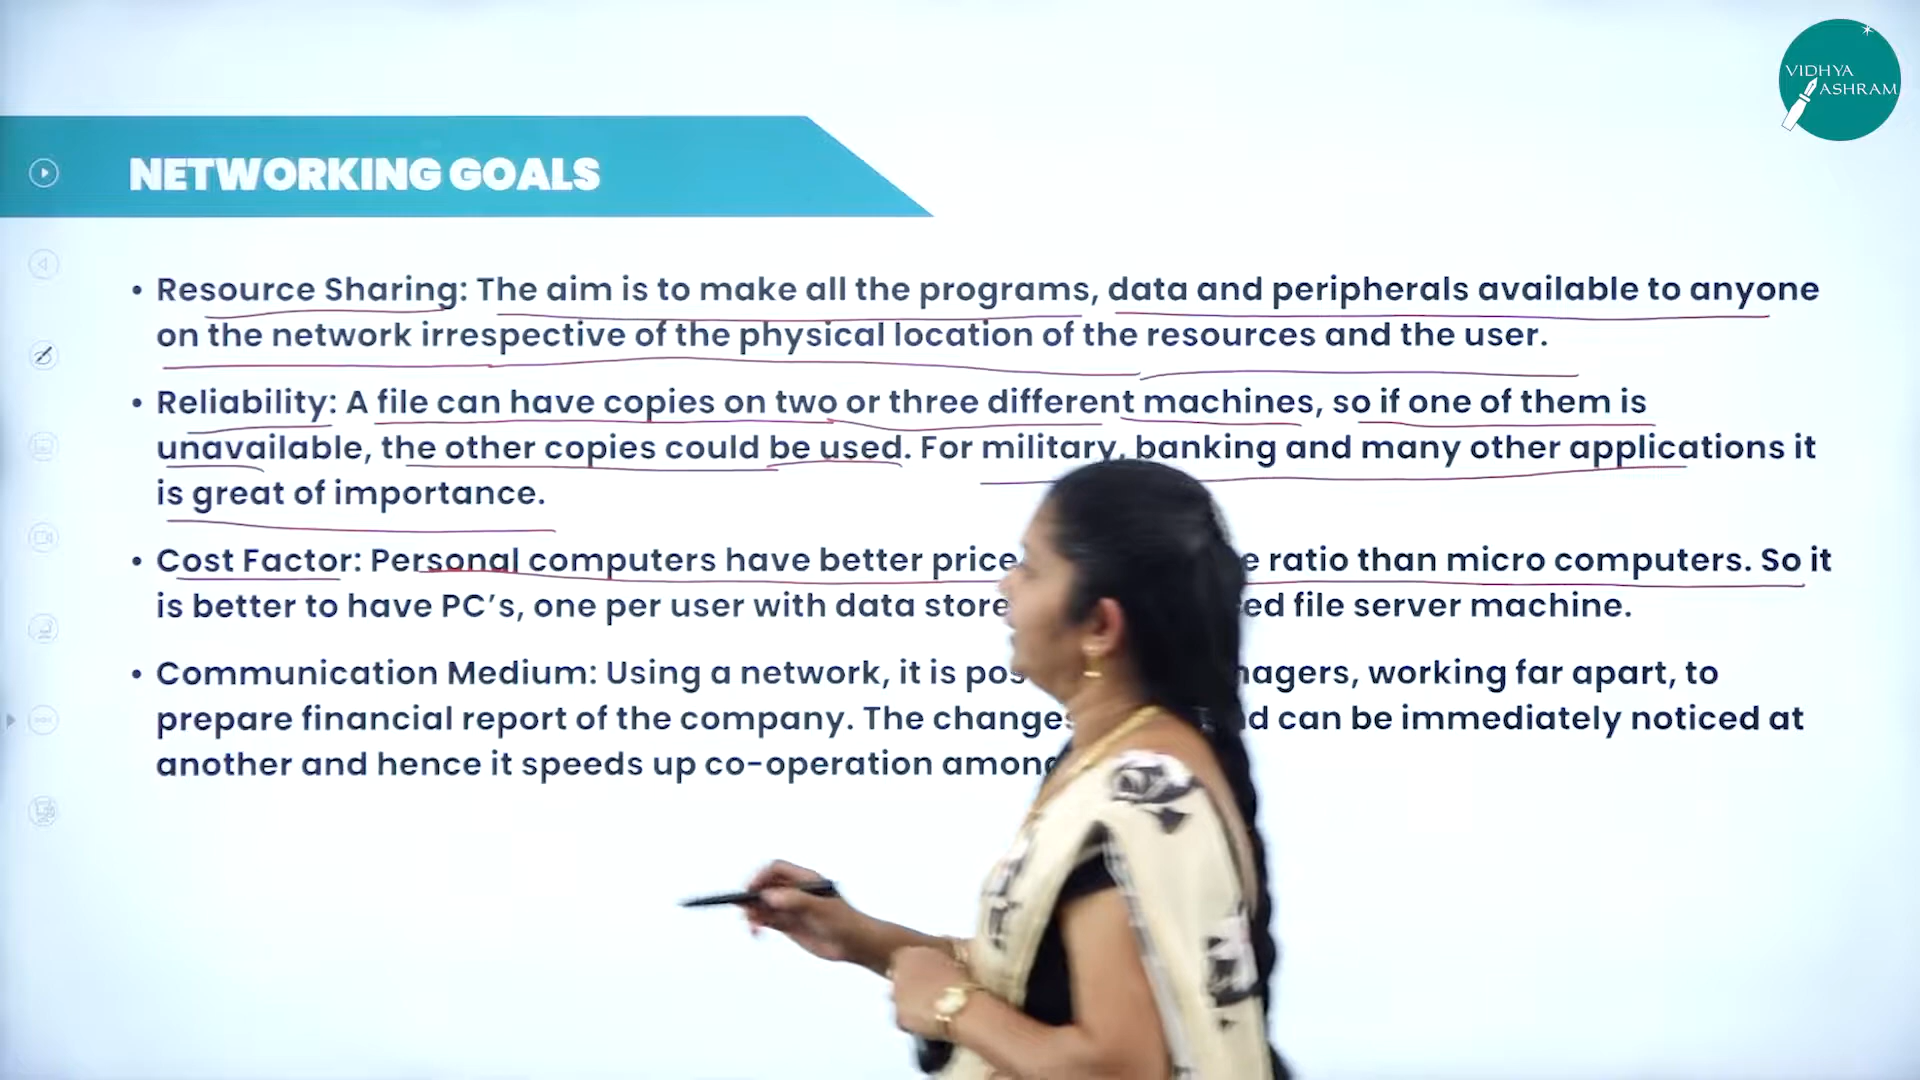 VIDHYA
ASHRAM
NETWORKING GOALS
• Resource Sharing: The aim is to make all the programs, data and peripherals available to anyone
on the network irrespective of the physical location of the resources and the user.
• Reliability: A file can have copies on two or three different machines, so if one of them is
unavailable, the other copies could be used. For military, banking and many other applications it
is great of importance.
• Cost Factor: Personal computers have better price ratio than micro computers. So it
is better to have PC's, one per user with data file server machine.
• Communication Medium: Using a network, it is working far apart, to
prepare financial report of the company. The can be immediately noticed at
another and hence it speeds up co-operation